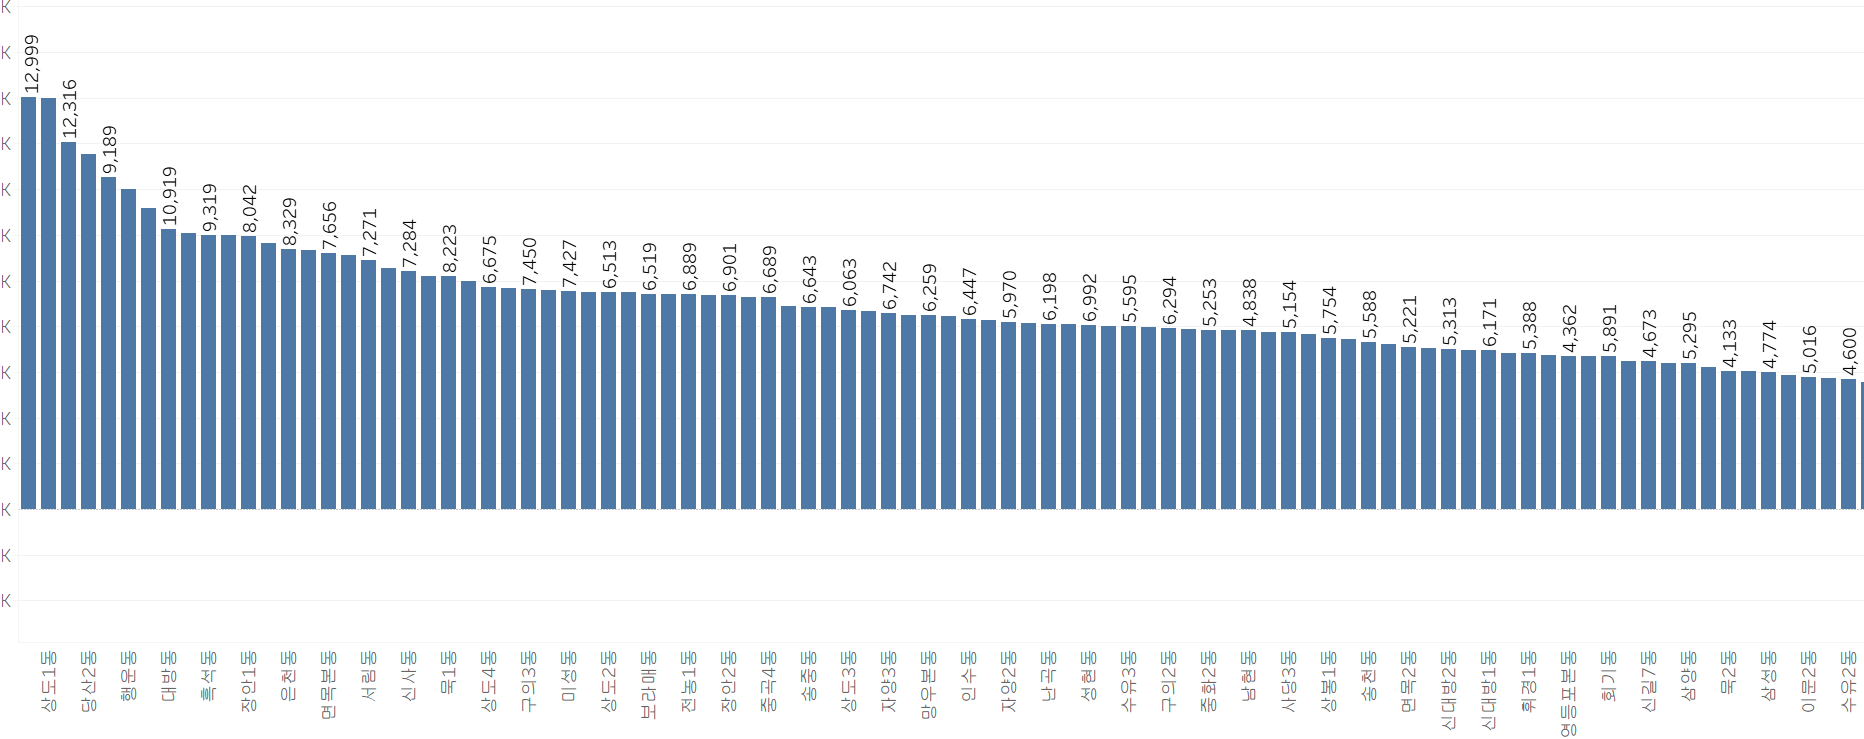 K
K
K
K
K
K
K
K
K
K
K
K
K
K
12,999
12,316
9,189
10,919
9,319
8,042
8,329
7,656
7,271
7,284
8,223
6,675
7,450
7,427
6,513
6,519
6,889
6,901
6,689
6,643
6,063
6,742
6,259
6,447
5,970
6,198
6,992
5,595
6,294
5,253
4,838
5,154
5,754
5,588
5,221
5,313
6,171
5,388
4,362
5,891
4,673
5,295
4,133
4,774
5,016
4,600
상도1동
당산2동
행운동
대방동
흑석동
장안1동
은천동
면목본동
서림동
신사동
묵1동
상도4동
구의3동
미성동
상도2동
보라매동
전농1동
장안2동
중곡4동
송중동
상도3동
자양3동
망우본동
인수동
자양2동
난곡동
성현동
수유3동
구의2동
중화2동
남현동
사당3동
상봉1동
송천동
면목2동
신대방2동
신대방1동
휘경1동
영등포본동
회기동
신길7동
삼양동
묵2동
삼성동
이문2동
수유2동